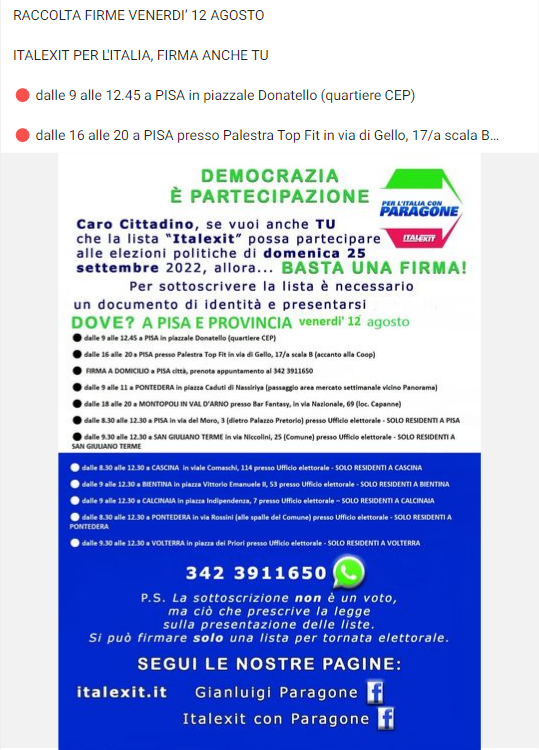 RACCOLTA FIRME VENERDI' 12 AGOSTO
ITALEXIT PER L'ITALIA, FIRMA ANCHE TU
🔴 dalle 9 alle 12.45 a PISA in piazzale Donatello (quartiere CEP)
🔴 dalle 16 alle 20 a PISA presso Palestra Top Fit in via di Gello, 17/a scala B...
DEMOCRAZIA
È PARTECIPAZIONE
PER L'ITALIA CON
PARAGONE
ITALEXIT
Caro Cittadino, se vuoi anche TU
che la lista "Italexit" possa partecipare
alle elezioni politiche di domenica 25
settembre 2022, allora... BASTA UNA FIRMA!
Per sottoscrivere la lista è necessario
un documento di identità e presentarsi
DOVE? A PISA E PROVINCIA venerdi' 12 agosto
● dalle 9 alle 12.45 a PISA in piazzale Donatello (quartiere CEP)
● dalle 16 alle 20 a PISA presso Palestra Top Fit in via di Gello, 17/a scala B (accanto alla Coop)
● FIRMA A DOMICILIO a PISA città, prenota appuntamento al 342 3911650
● dalle 9 alle 11 a PONTEDERA in piazza Caduti di Nassiriya (passaggio area mercato settimanale vicino Panorama)
● dalle 18 alle 20 a MONTOPOLI IN VAL D'ARNO presso Bar Fantasy, in via Nazionale, 69 (loc. Capanne)
● dalle 8.30 alle 12.30 a PISA in via del Moro, 3 (dietro Palazzo Pretorio) presso Ufficio elettorale - SOLO RESIDENTI A PISA
● dalle 9.30 alle 12.30 a SAN GIULIANO TERME in via Niccolini, 25 (Comune) presso Ufficio elettorale - SOLO RESIDENTI A
SAN GIULIANO TERME
● dalle 8.30 alle 12.30 a CASCINA in viale Comaschi, 114 presso Ufficio elettorale - SOLO RESIDENTI A CASCINA
● dalle 9 alle 12.30 a BIENTINA in piazza Vittorio Emanuele II, 53 presso Ufficio elettorale - SOLO RESIDENTI A BIENTINA
● dalle 9 alle 12.30 a CALCINAIA in piazza Indipendenza, 7 presso Ufficio elettorale – SOLO RESIDENTI A CALCINAIA
● dalle 8.30 alle 12.30 a PONTEDERA in via Rossini (alle spalle del Comune) presso Ufficio elettorale - SOLO RESIDENTI A
PONTEDERA
● dalle 9.30 alle 12.30 a VOLTERRA in piazza dei Priori presso Ufficio elettorale - SOLO RESIDENTI A VOLTERRA
342 3911650
P.S. La sottoscrizione non è un voto,
ma ciò che prescrive la legge
sulla presentazione delle liste.
Si può firmare solo una lista per tornata elettorale.
SEGUI LE NOSTRE PAGINE:
italexit.it Gianluigi Paragone
Italexit con Paragone